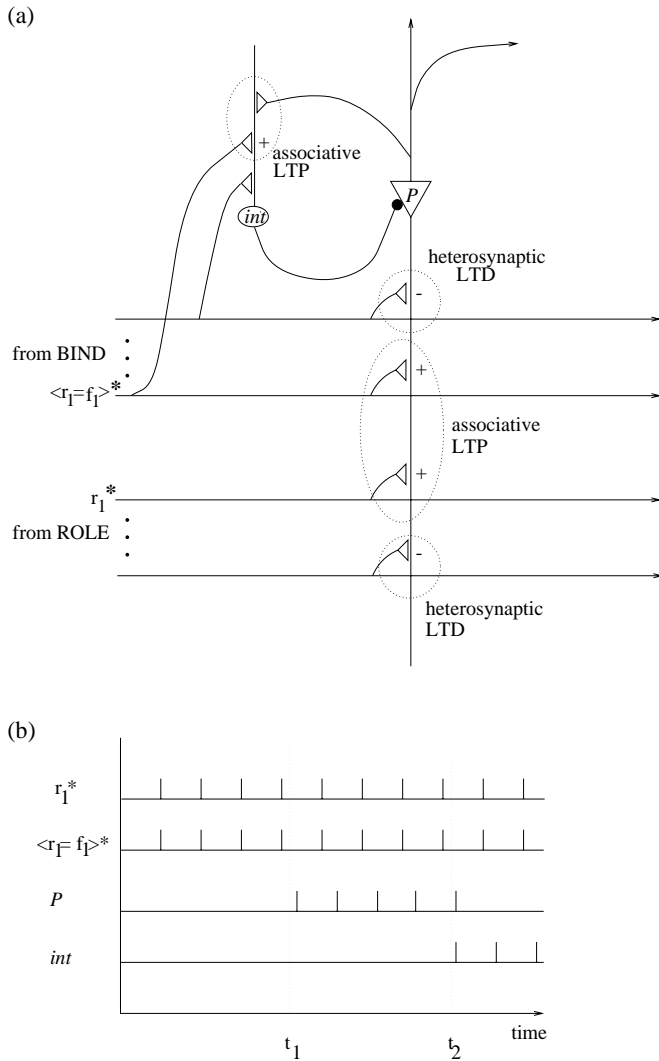 (a)
+
associative
LTP
int
P
heterosynaptic
LTD
-
from BIND
<r1=f1>*
+
associative
LTP
+
r1*
from ROLE
-
heterosynaptic
LTD
(b)
r1*
<r1= f1>*
P
int
t1 t2 time